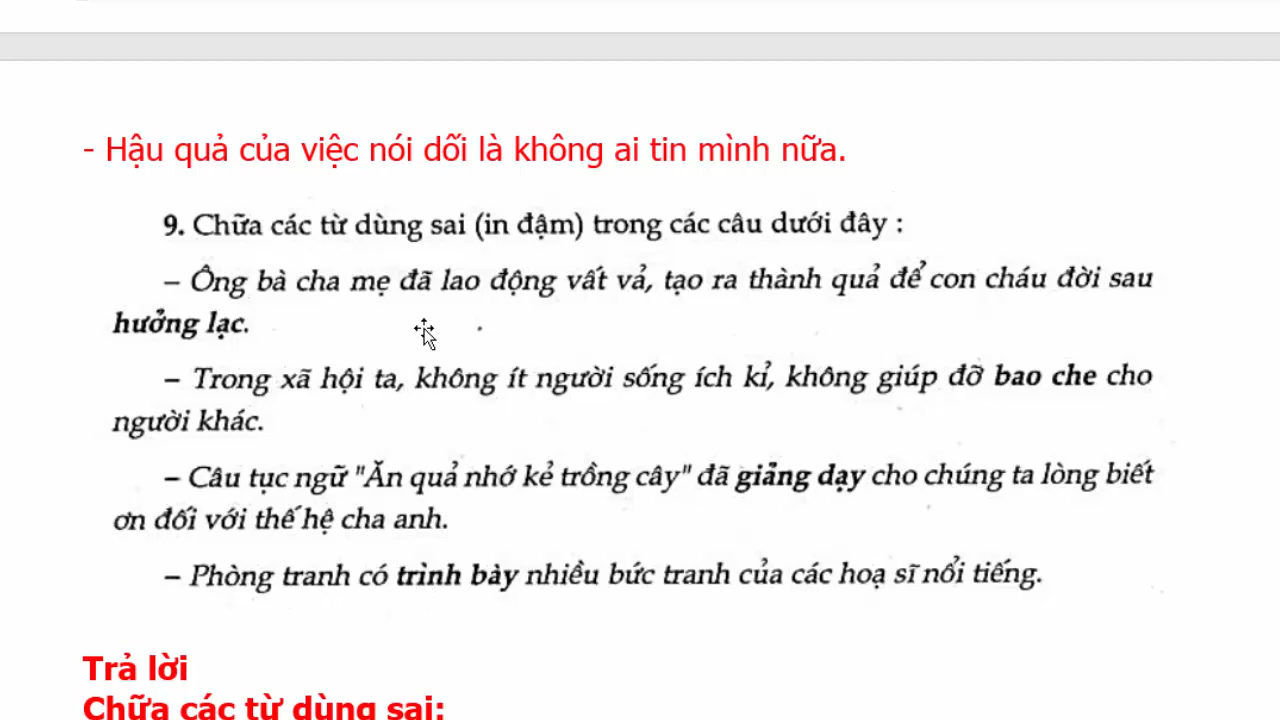 - Hậu quả của việc nói dối là không ai tin mình nữa.
9. Chữa các từ dùng sai (in đậm) trong các câu dưới đây :
– Ông bà cha mẹ đã lao động vất vả, tạo ra thành quả để con cháu đời sau
hưởng lạc.
– Trong xã hội ta, không ít người sống ích kỉ, không giúp đỡ bao che cho
người khác.
– Câu tục ngữ "Ăn quả nhớ kẻ trồng cây" đã giảng dạy cho chúng ta lòng biết
ơn đối với thế hệ cha anh.
– Phòng tranh có trình bày nhiều bức tranh của các hoạ sĩ nổi tiếng.
Trả lời
Chữa các từ dùng sai: